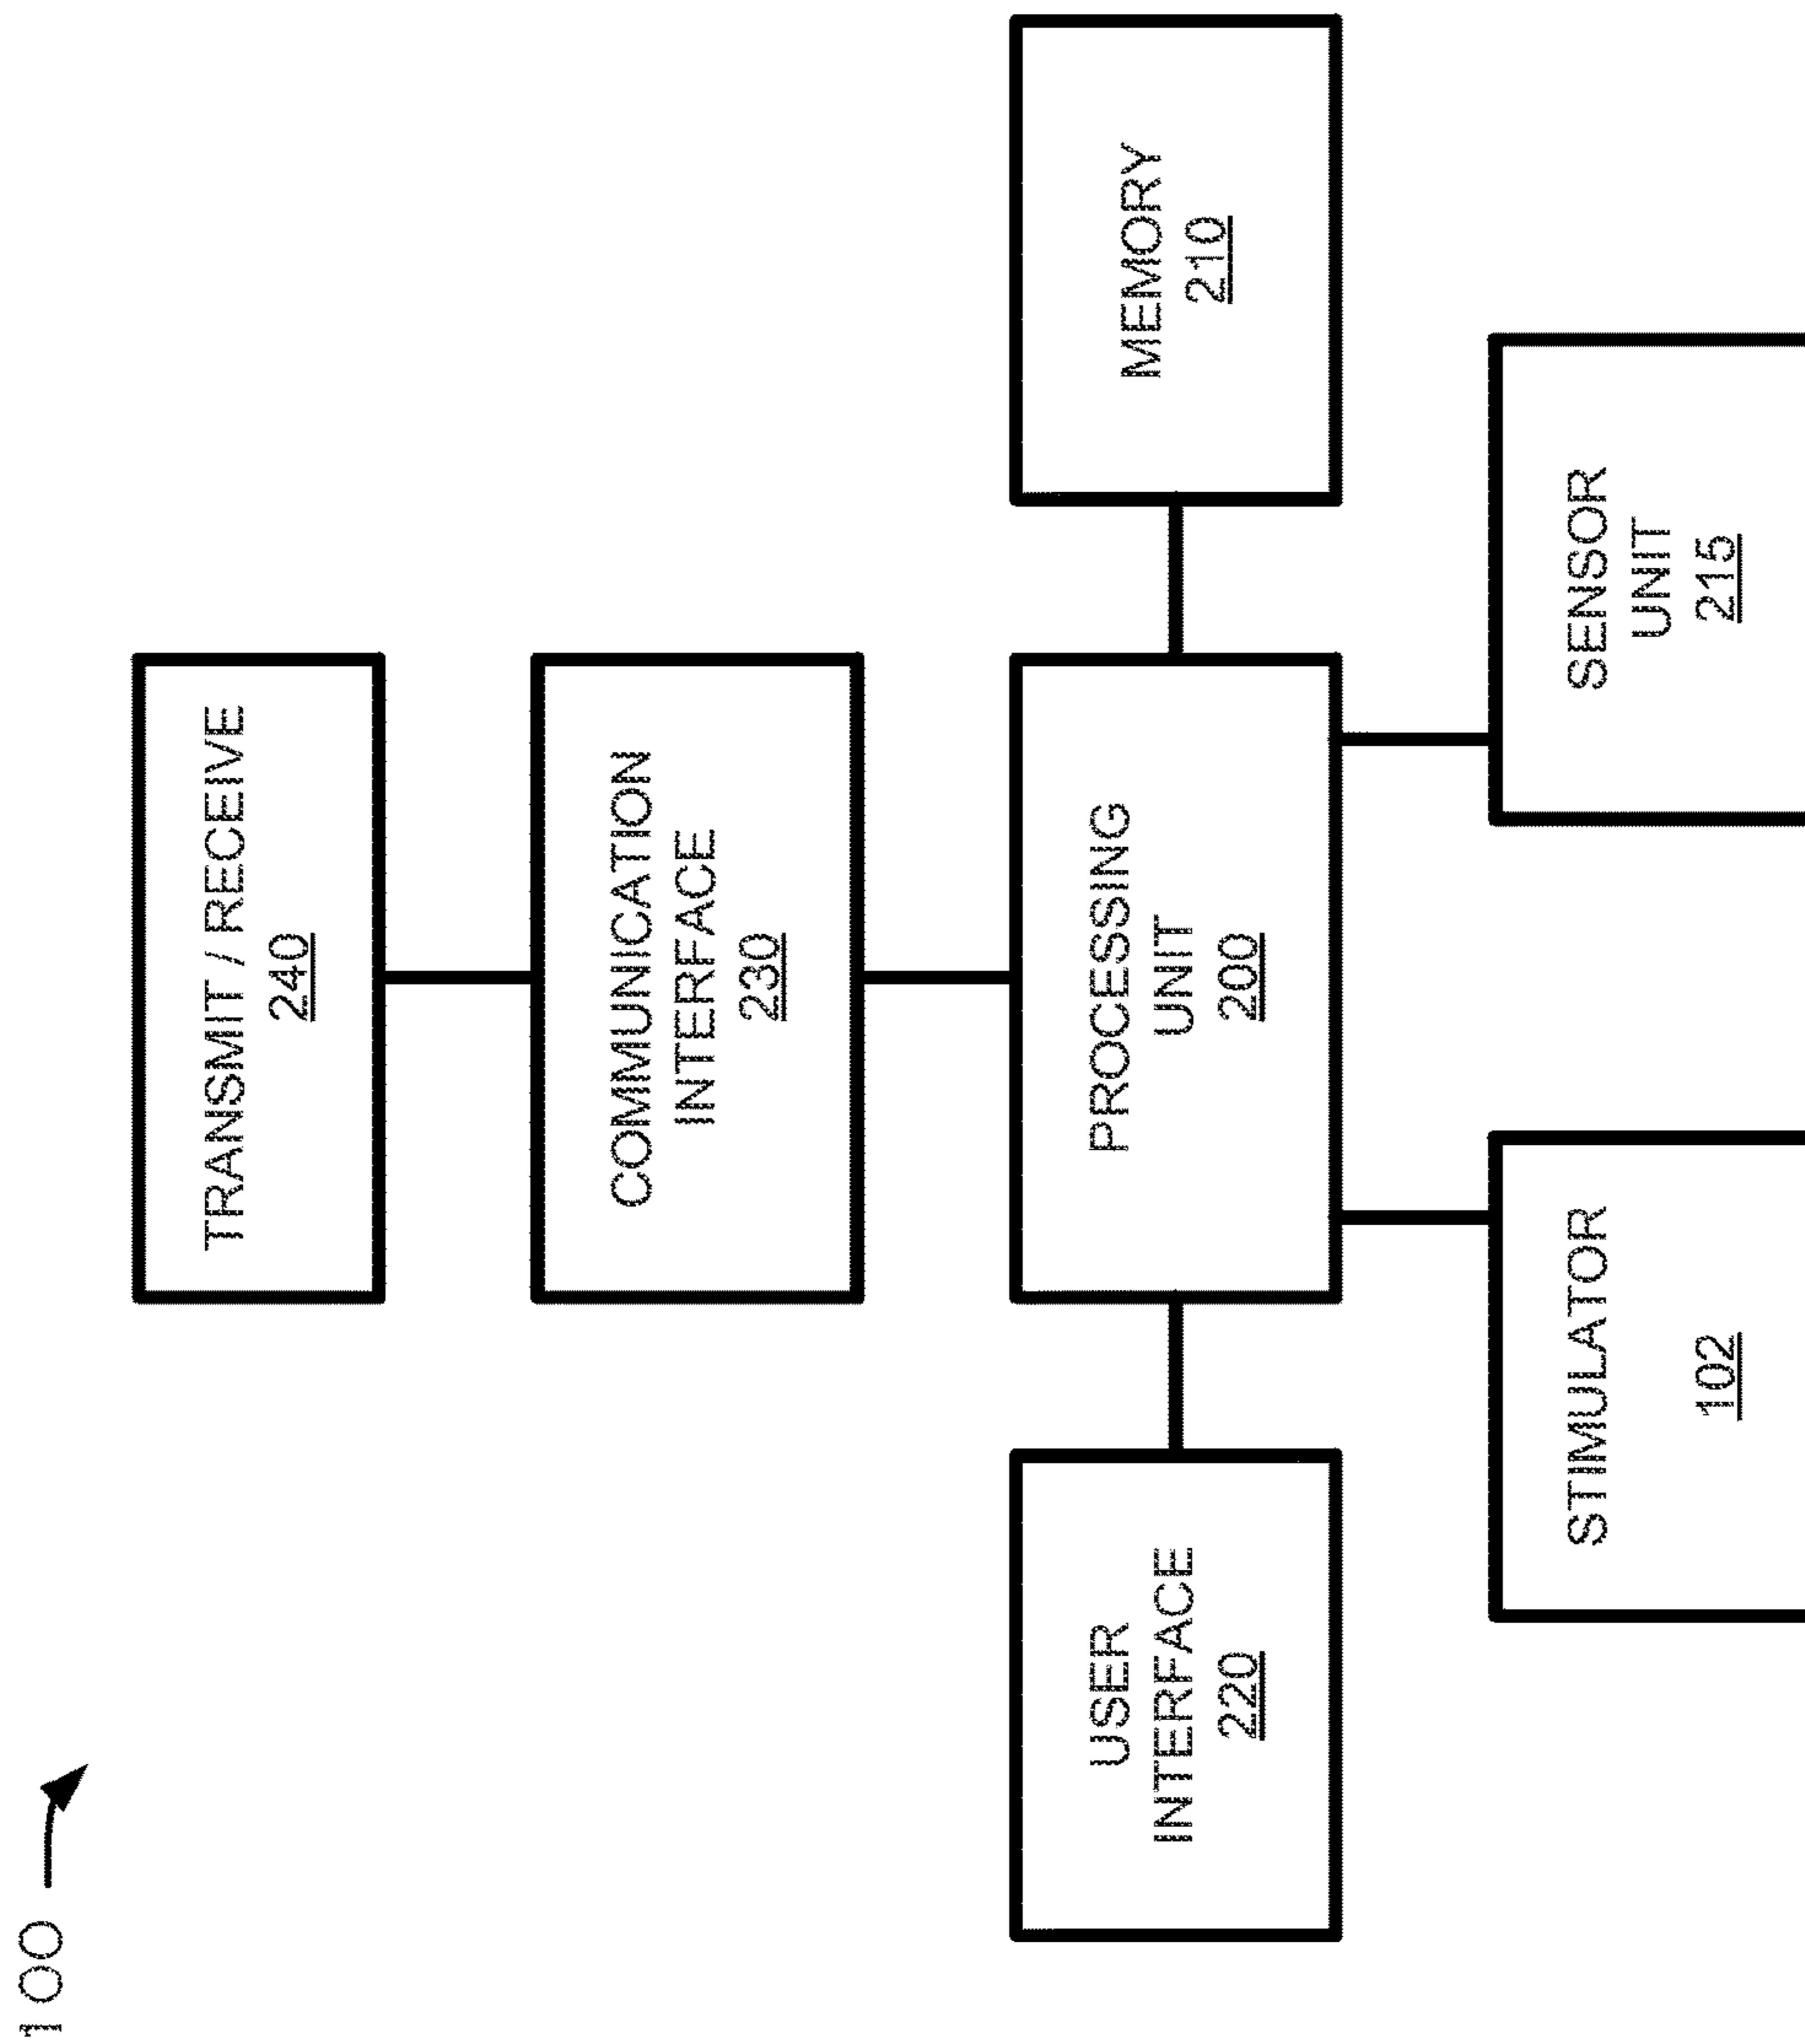 100
TRANSMIT / RECEIVE
240
COMMUNICATION
INTERFACE
230
USER
INTERFACE
220
PROCESSING
UNIT
200
MEMORY
210
STIMULATOR
102
SENSOR
UNIT
215